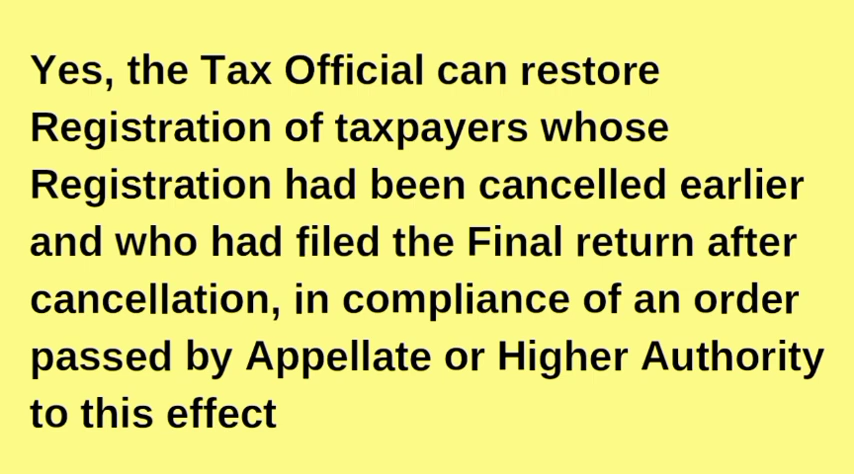 Yes, the Tax Official can restore
Registration of taxpayers whose
Registration had been cancelled earlier
and who had filed the Final return after
cancellation, in compliance of an order
passed by Appellate or Higher Authority
to this effect